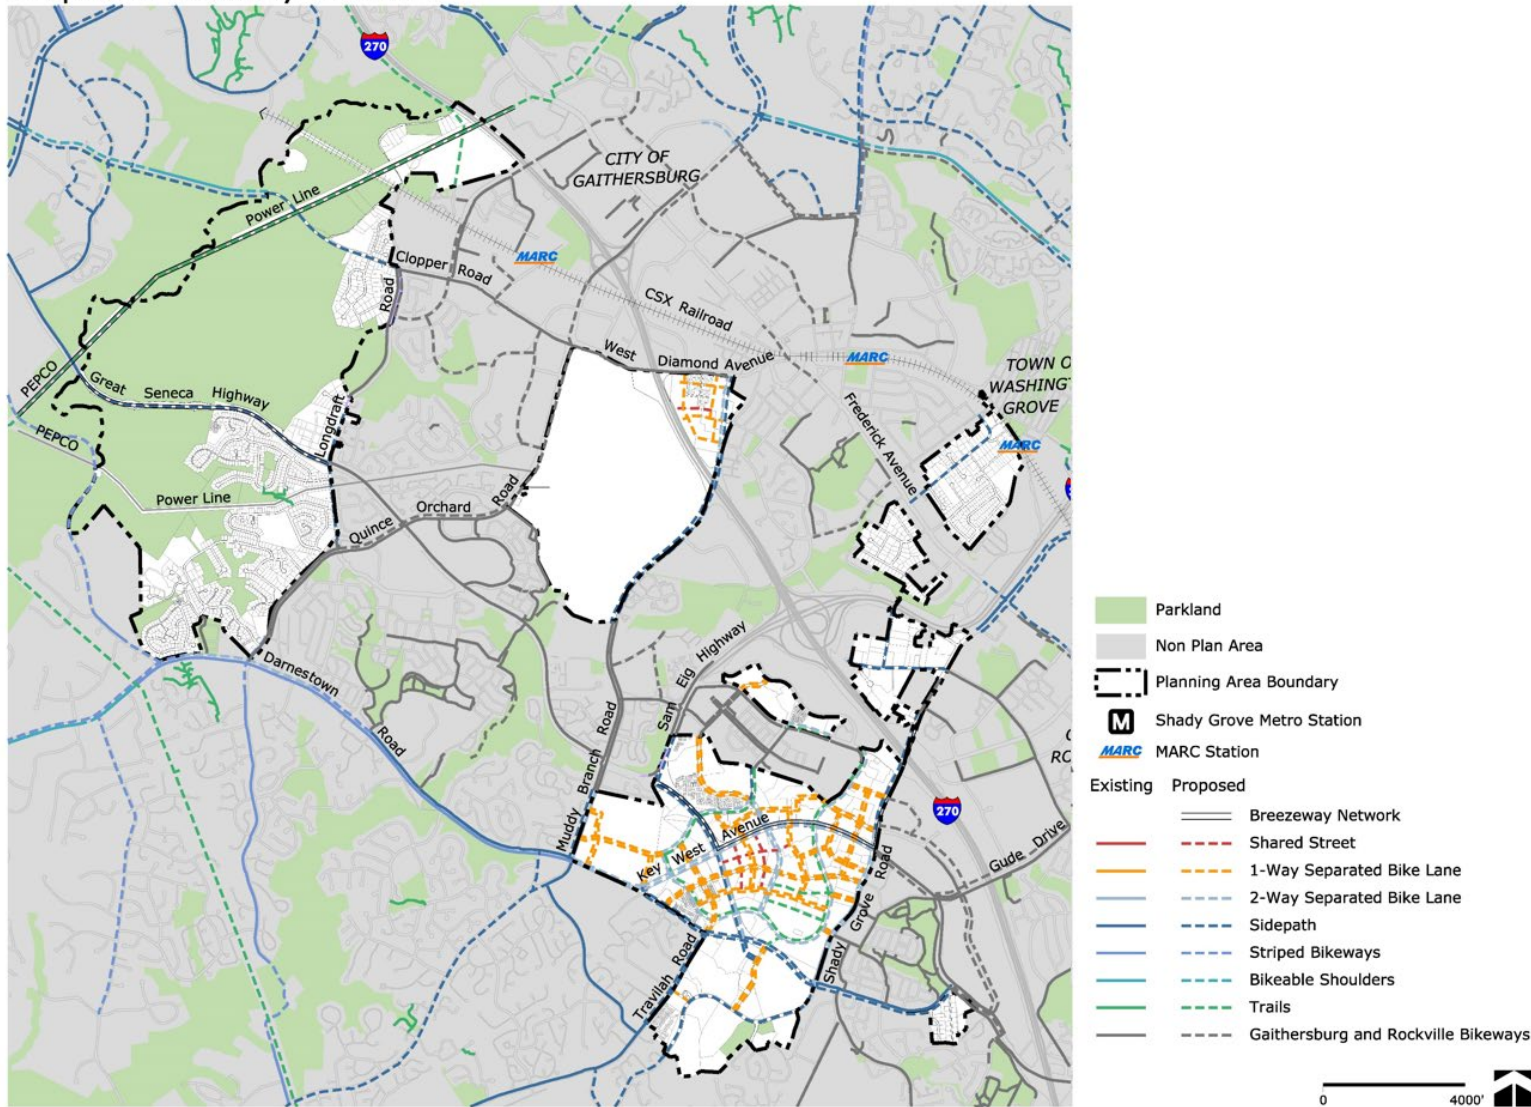 270
CITY OF
GAITHERSBURG
Power Line
MARC
Clopper Road
Road
CSX Railroad
West Diamond Avenue
MARC
TOWN O
WASHINGT
GROVE
PEPCO
Great Seneca Highway
Longdraft
Frederick Avenue
MARC
PEPCO
Power Line
Quince Orchard Road
Sam Eig Highway
Darnestown
Road
Muddy Branch Road
Key West Avenue
270
Gude Drive
RO
Shady Grove Road
Travilah Road
Parkland
Non Plan Area
Planning Area Boundary
M Shady Grove Metro Station
MARC MARC Station
Existing Proposed
Breezeway Network
Shared Street
1-Way Separated Bike Lane
2-Way Separated Bike Lane
Sidepath
Striped Bikeways
Bikeable Shoulders
Trails
Gaithersburg and Rockville Bikeways
0 4000'